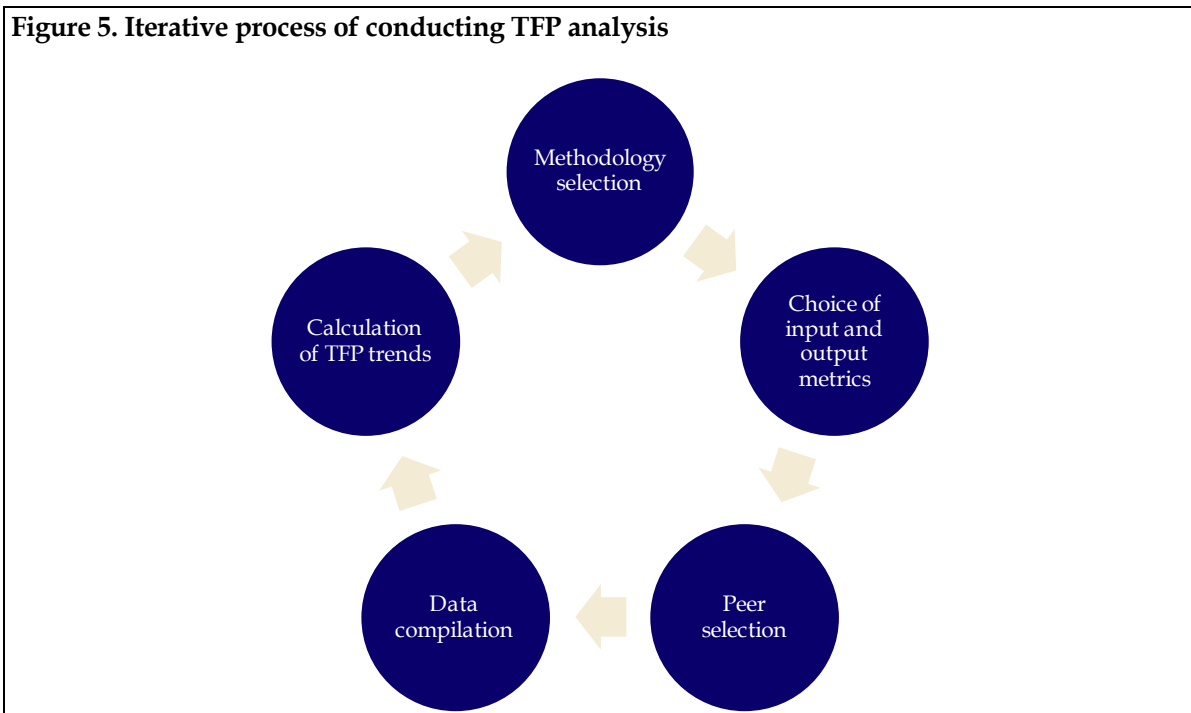 Figure 5. Iterative process of conducting TFP analysis
Methodology
selection
Choice of
input and
output
metrics
Peer
selection
Data
compilation
Calculation
of TFP trends